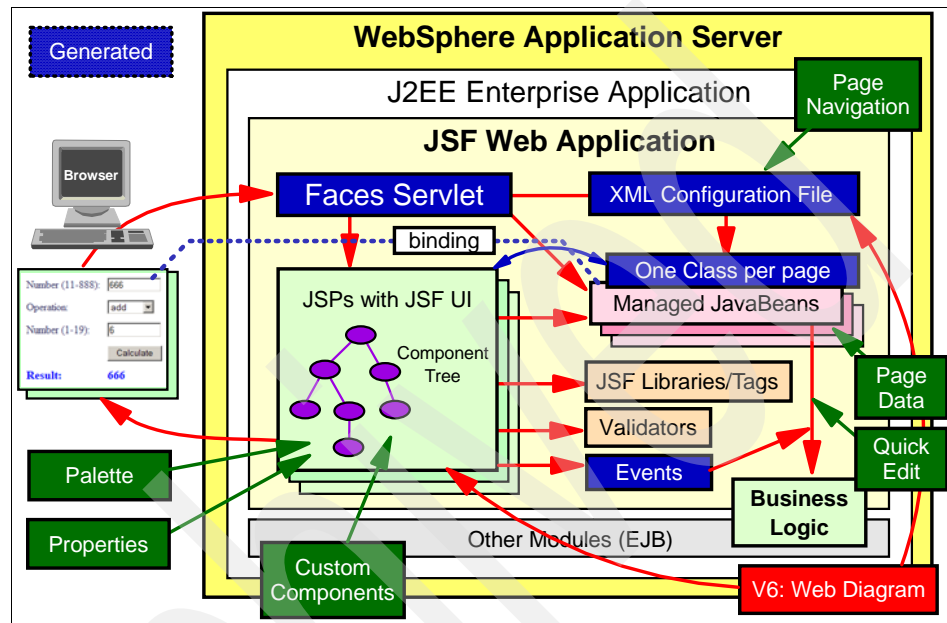 Generated
WebSphere Application Server
J2EE Enterprise Application
Page
Navigation
JSF Web Application
Browser
Faces Servlet
XML Configuration File
binding
One Class per page
Managed JavaBeans
Number (11-888):
666
Operation:
add
Number (1-19):
6
Calculate
Result:
666
JSPs with JSF UI
Component
Tree
JSF Libraries/Tags
Page
Data
Validators
Palette
Events
Quick
Edit
Business
Logic
Properties
Other Modules (EJB)
Custom
Components
V6: Web Diagram